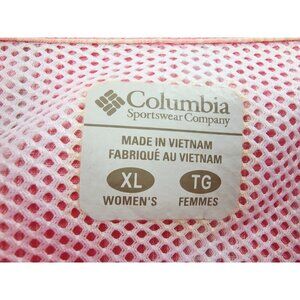 Columbia
Sportswear Company
MADE IN VIETNAM
FABRIQUÉ AU VIETNAM
XL TG
WOMEN'S FEMMES